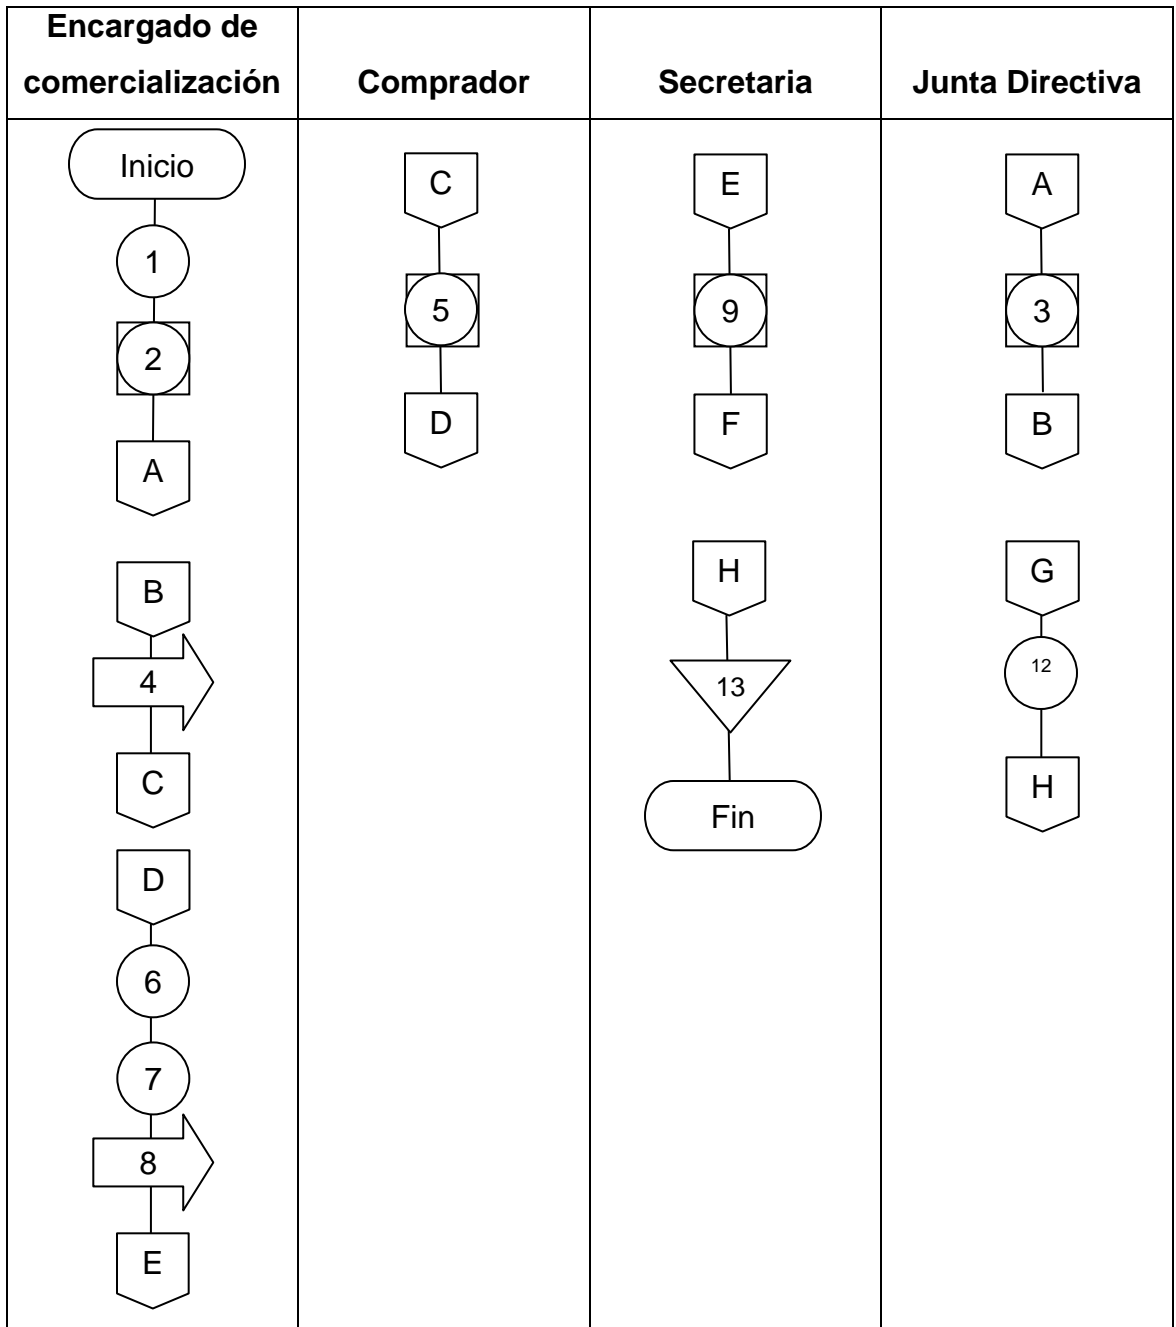 Encargado de
comercialización
Comprador
Secretaria
Junta Directiva
Inicio
1
2
A
B
4
C
D
6
7
8
E
C
5
D
E
9
F
H
13
Fin
A
3
B
G
12
H